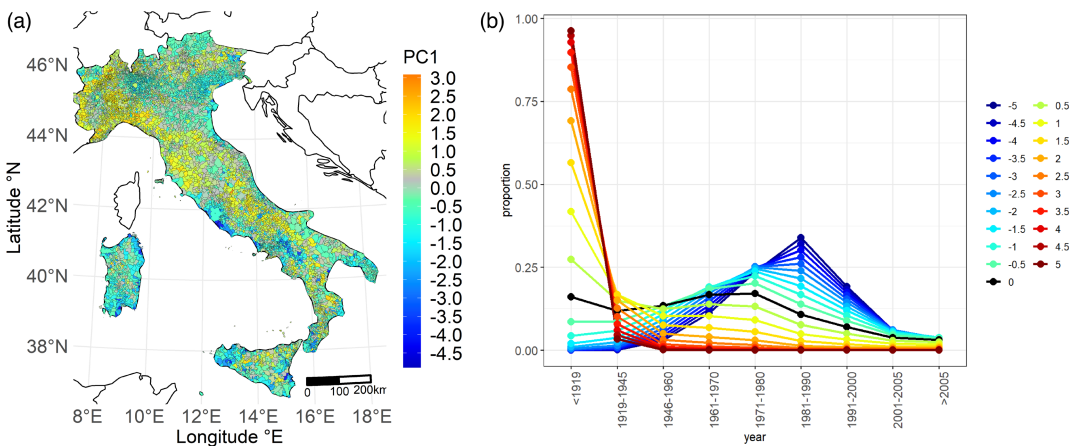 (a)
PC1
3.0
2.5
2.0
1.5
1.0
0.5
0.0
-0.5
-1.0
-1.5
-2.0
-2.5
-3.0
-3.5
-4.0
-4.5
46°N
44°N
42°N
40°N
38°N
Latitude °N
0 100 200km
8°E 10°E 12°E 14°E 16°E 18°E
Longitude °E
(b)
1.00
0.75
0.50
0.25
0.00
proportion
<1919
1919-1945
1946-1960
1961-1970
1971-1980
1981-1990
1991-2000
2001-2005
>2005
year
-5 0.5
-4.5 1
-4 1.5
-3.5 2
-3 2.5
-2.5 3
-2 3.5
-1.5 4
-1 4.5
-0.5 5
0